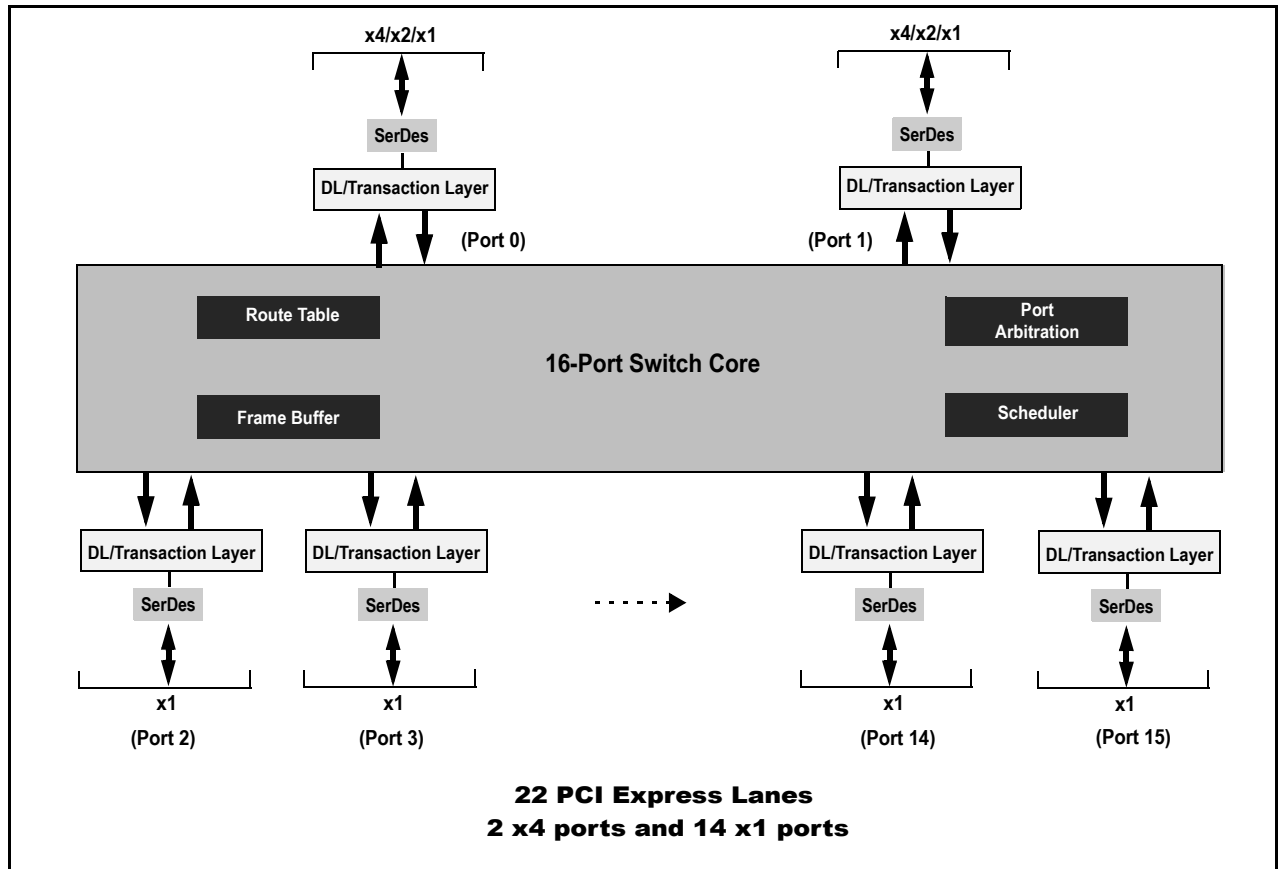 x4/x2/x1
x4/x2/x1
SerDes
SerDes
DL/Transaction Layer
DL/Transaction Layer
(Port 0)
(Port 1)
Route Table
Port
Arbitration
16-Port Switch Core
Frame Buffer
Scheduler
DL/Transaction Layer
DL/Transaction Layer
DL/Transaction Layer
DL/Transaction Layer
SerDes
SerDes
SerDes
SerDes
x1
x1
x1
x1
(Port 2)
(Port 3)
(Port 14)
(Port 15)
22 PCI Express Lanes
2 x4 ports and 14 x1 ports